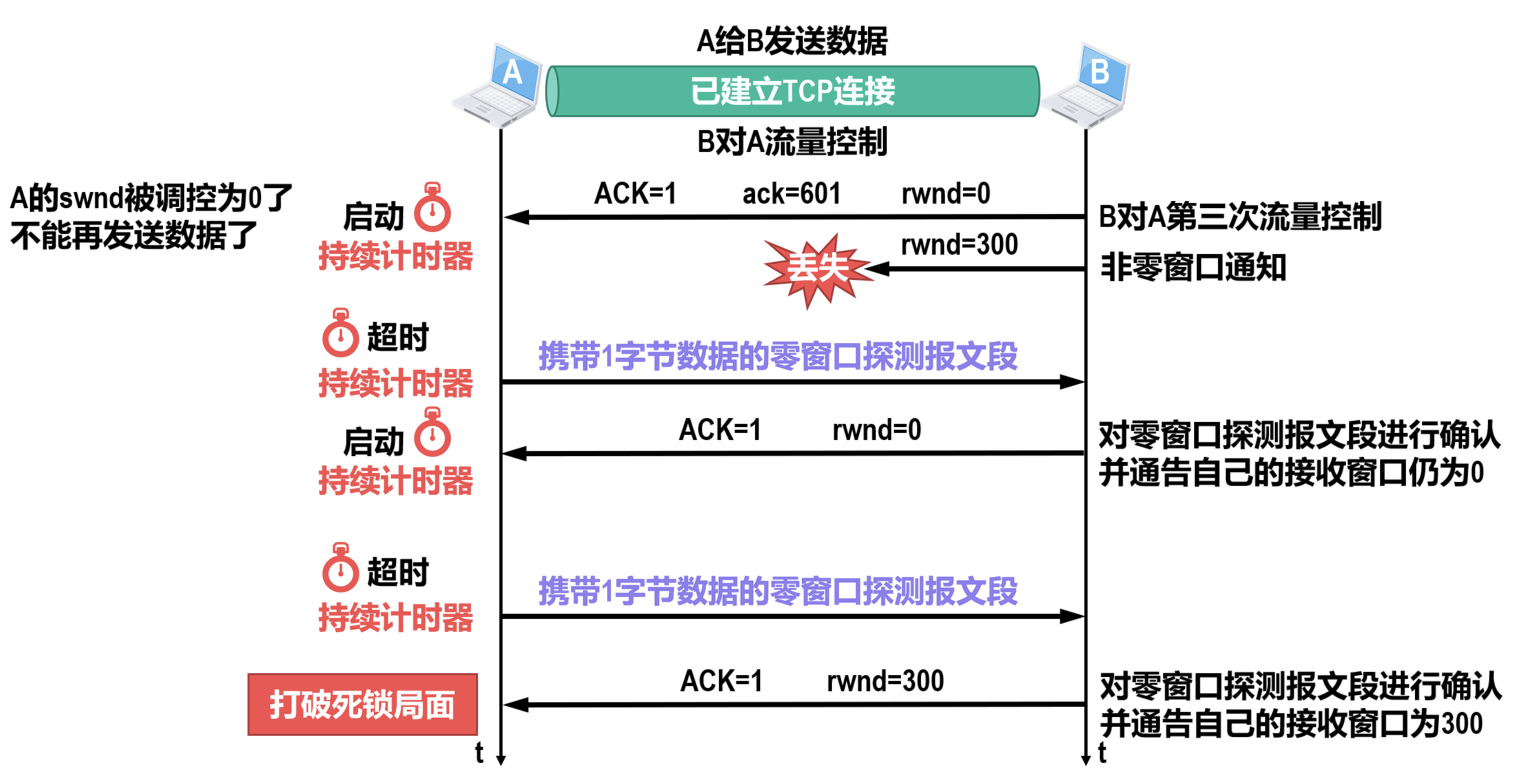 A给B发送数据
A
已建立TCP连接
B
B对A流量控制
A的swnd被调控为0了
不能再发送数据了
启动
持续计时器
ACK=1 ack=601 rwnd=0
B对A第三次流量控制
丢失
rwnd=300
非零窗口通知
超时
持续计时器
携带1字节数据的零窗口探测报文段
启动
持续计时器
ACK=1 rwnd=0
对零窗口探测报文段进行确认
并通告自己的接收窗口仍为0
超时
持续计时器
携带1字节数据的零窗口探测报文段
打破死锁局面
ACK=1 rwnd=300
对零窗口探测报文段进行确认
并通告自己的接收窗口为300
t
t